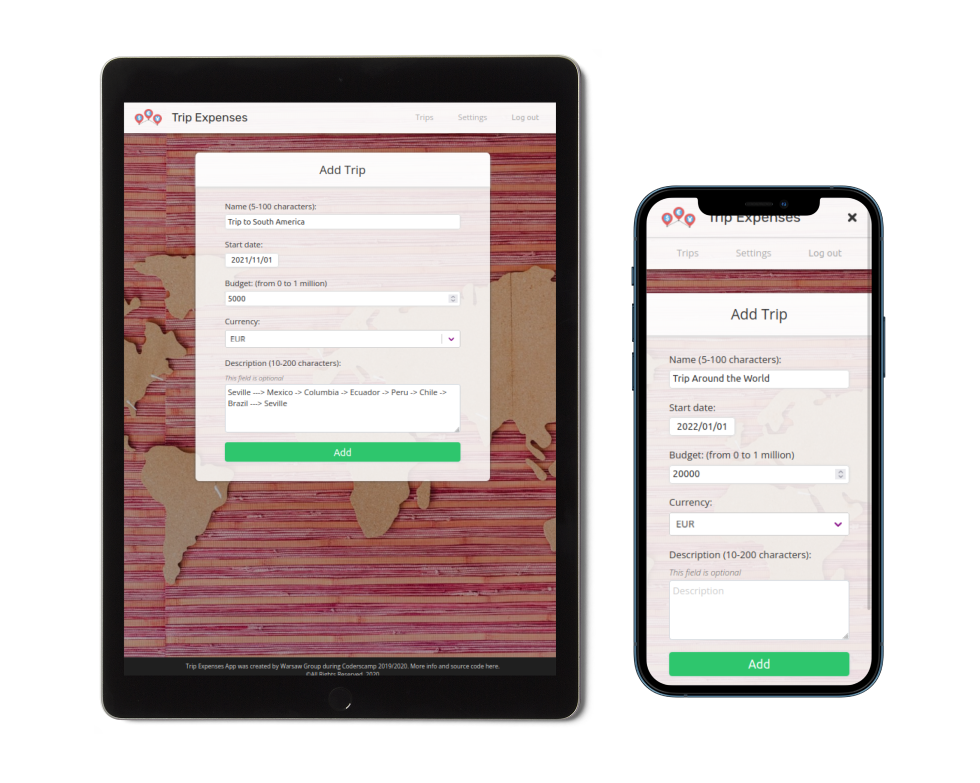 Trip Expenses
Trips
Settings
Log out
Add Trip
Name (5-100 characters):
Trip to South America
Start date:
2021/11/01
Budget: (from 0 to 1 million)
5000
Currency:
EUR
Description (10-200 characters):
This field is optional
Seville ---> Mexico -> Columbia -> Ecuador -> Peru -> Chile ->
Brazil ---> Seville
Add
Trip Expenses App was created by Warsaw Group during Coderscamp 2019/2020. More info and source code here.
©All Rights Reserved, 2020
Trip Expenses
Trips
Settings
Log out
Add Trip
Name (5-100 characters):
Trip Around the World
Start date:
2022/01/01
Budget: (from 0 to 1 million)
20000
Currency:
EUR
Description (10-200 characters):
This field is optional
Description
Add